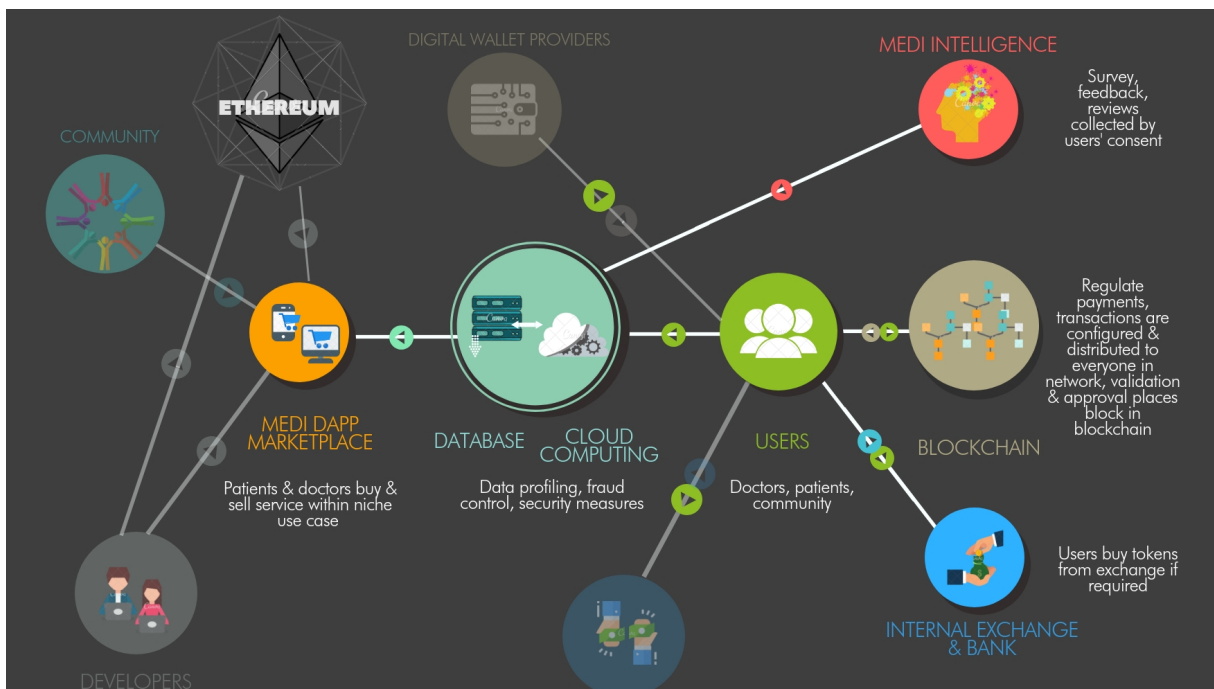 DIGITAL WALLET PROVIDERS
MEDI INTELLIGENCE
Survey,
feedback,
reviews
collected by
users' consent
ETHEREUM
COMMUNITY
Regulate
payments,
transactions are
configured &
distributed to
everyone in
network, validation
& approval places
block in
blockchain
MEDI DAPP
MARKETPLACE
Patients & doctors buy &
sell service within niche
use case
DATABASE
CLOUD
COMPUTING
Data profiling, fraud
control, security measures
USERS
Doctors, patients,
community
BLOCKCHAIN
Users buy tokens
from exchange if
required
INTERNAL EXCHANGE
& BANK
DEVELOPERS